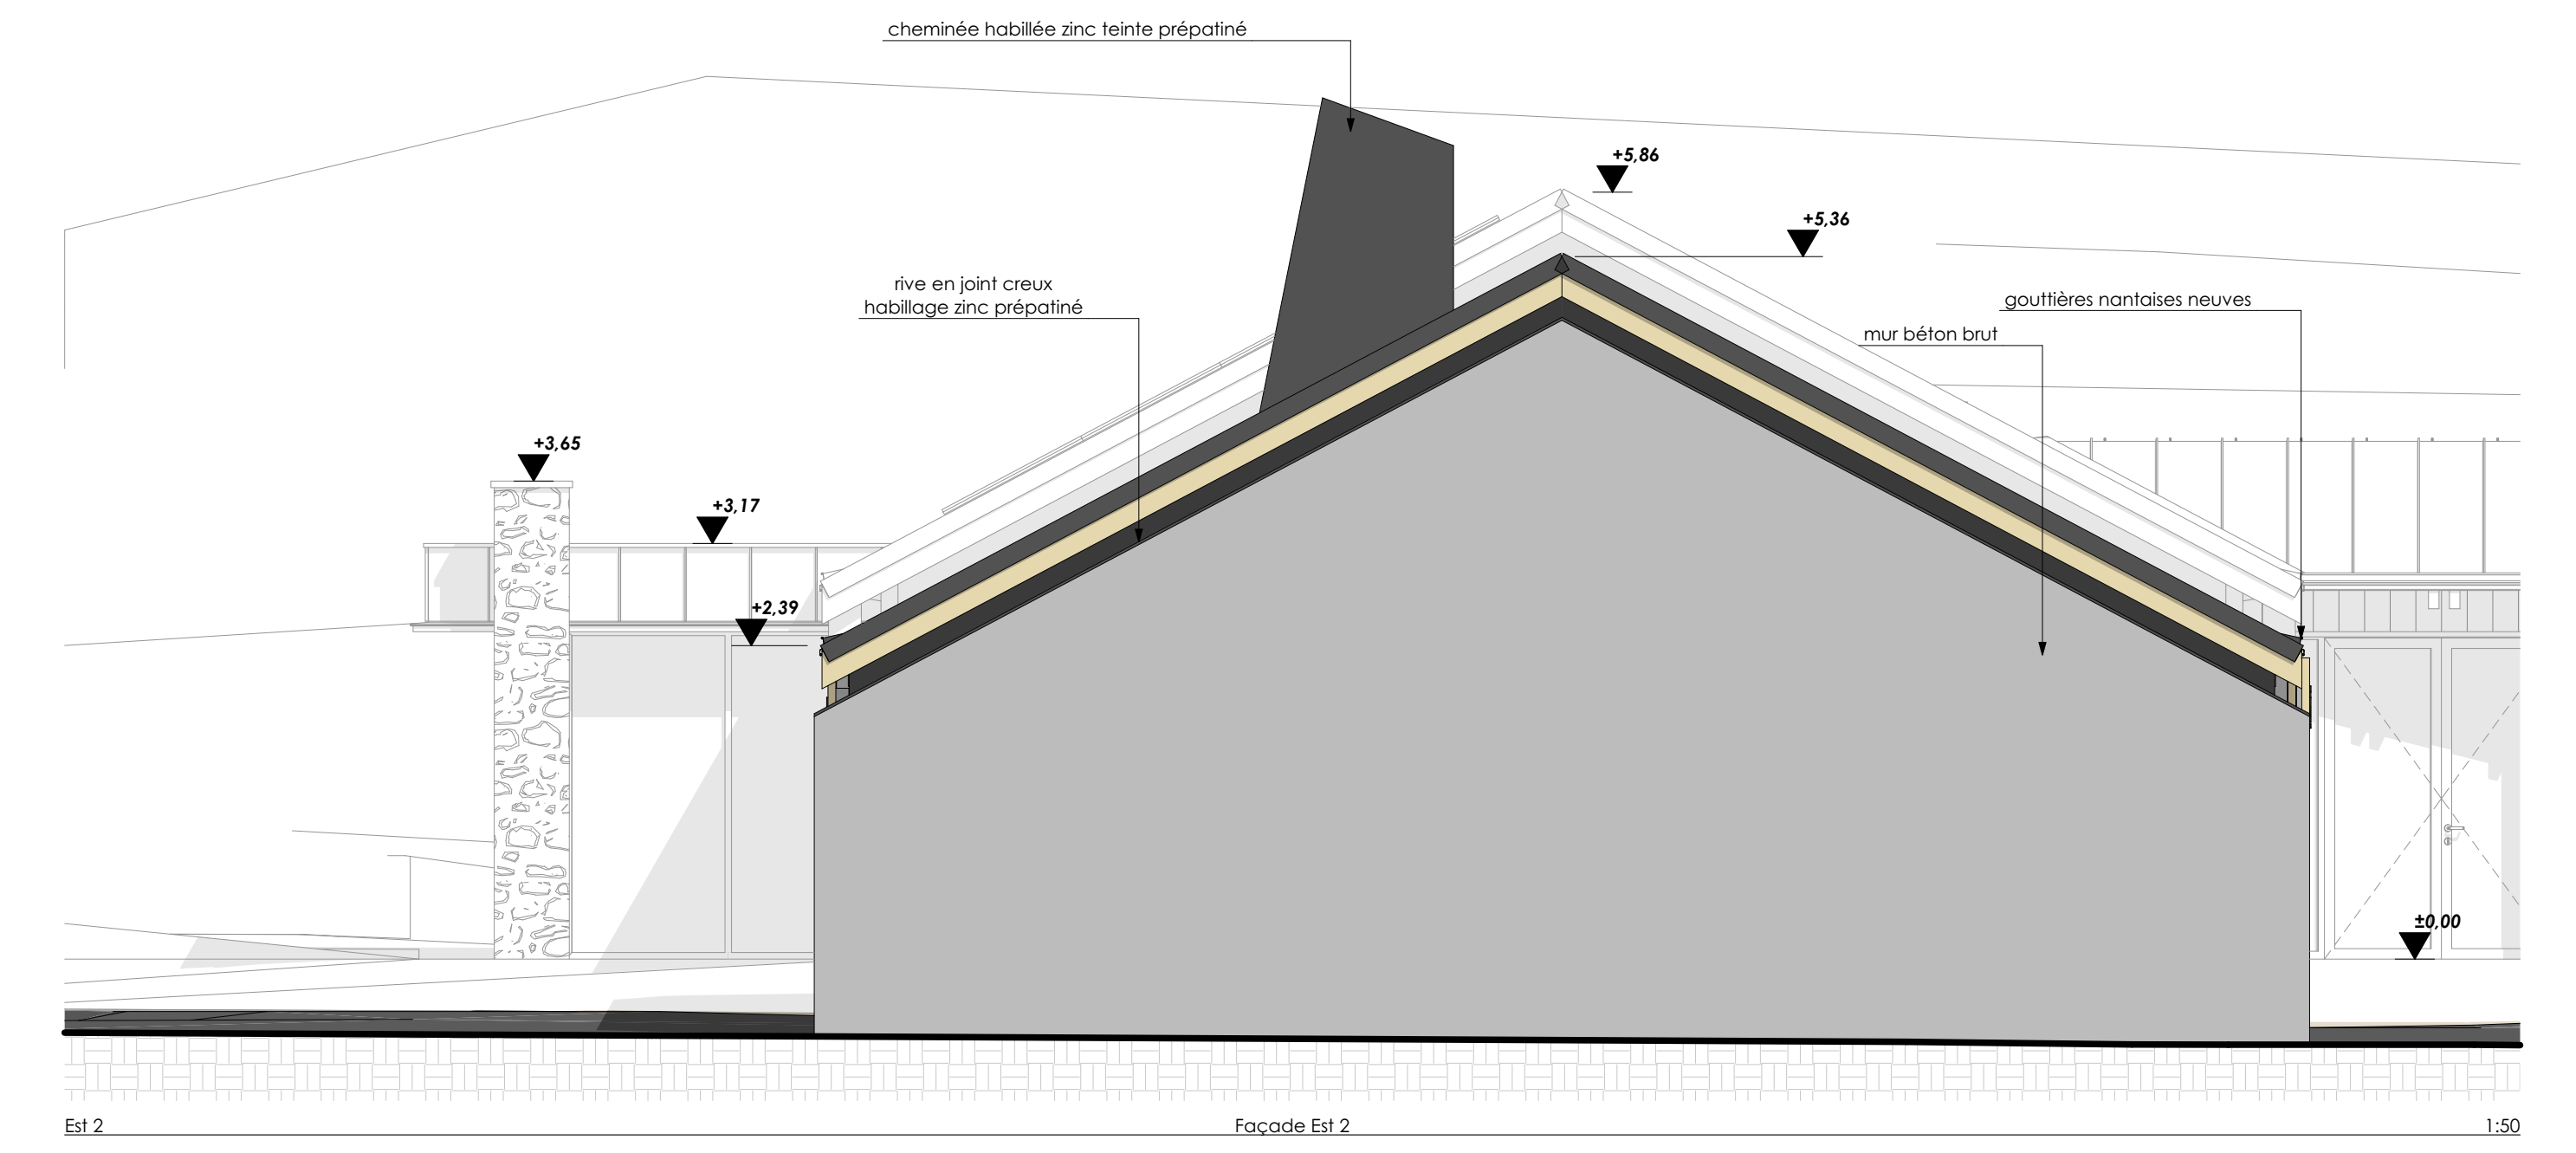 cheminée habillée zinc teinte prépatiné
+5,86
+5,36
rive en joint creux
habillage zinc prépatiné
gouttières nantaises neuves
mur béton brut
+3,65
+3,17
+2,39
±0,00
Est 2
Façade Est 2
1:50